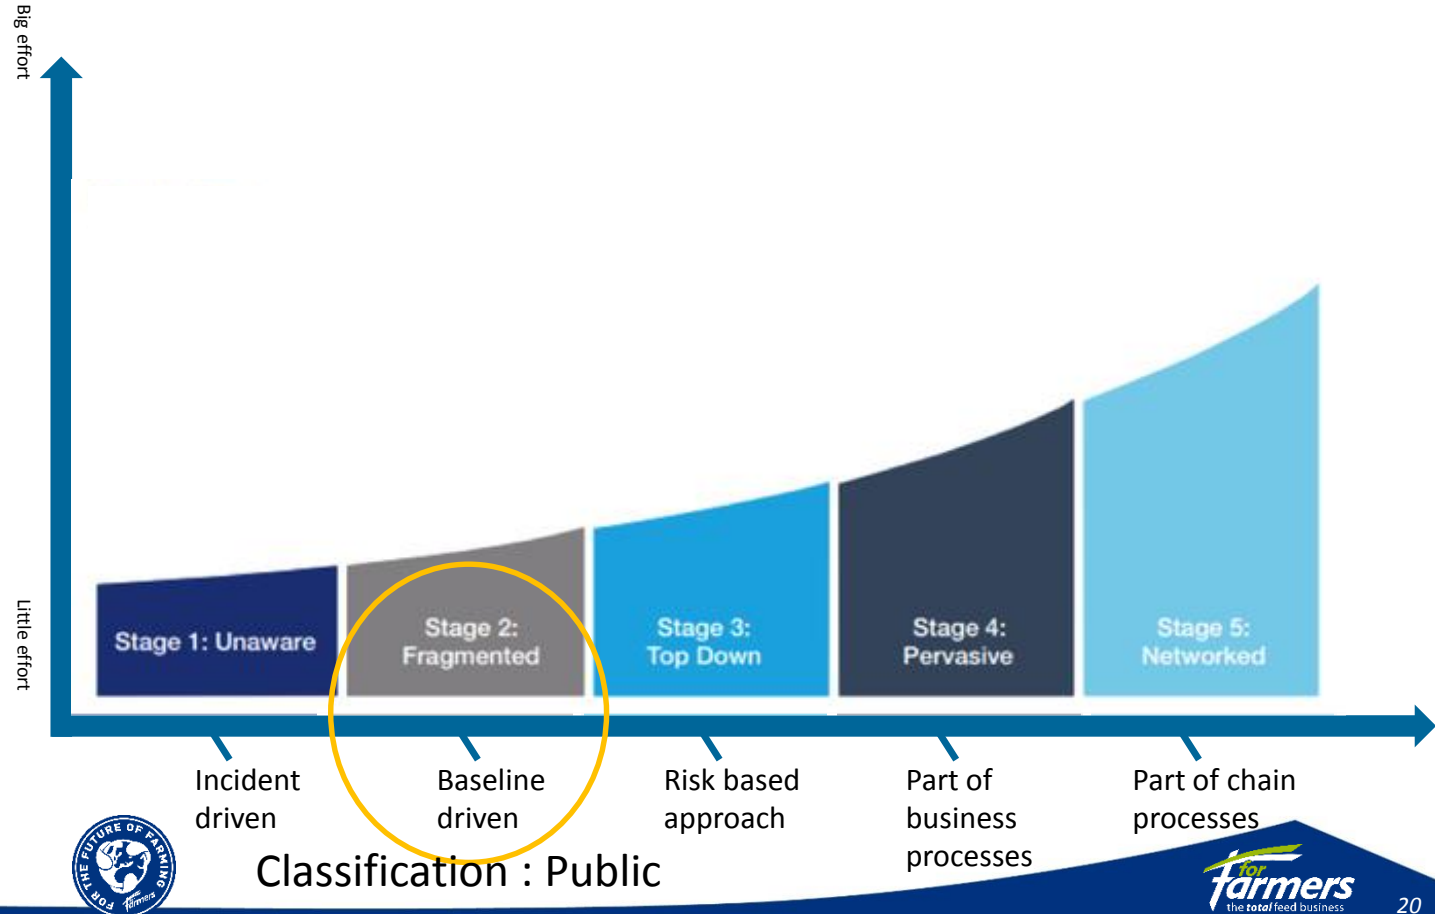 Big effort
Little effort
Stage 1: Unaware
Stage 2:
Fragmented
Stage 3:
Top Down
Stage 4:
Pervasive
Stage 5:
Networked
Incident
driven
Baseline
driven
Risk based
approach
Part of
business
processes
Part of chain
processes
FOR THE FUTURE OF FARMING
for farmers
Classification : Public
for
farmers
the total feed business
20